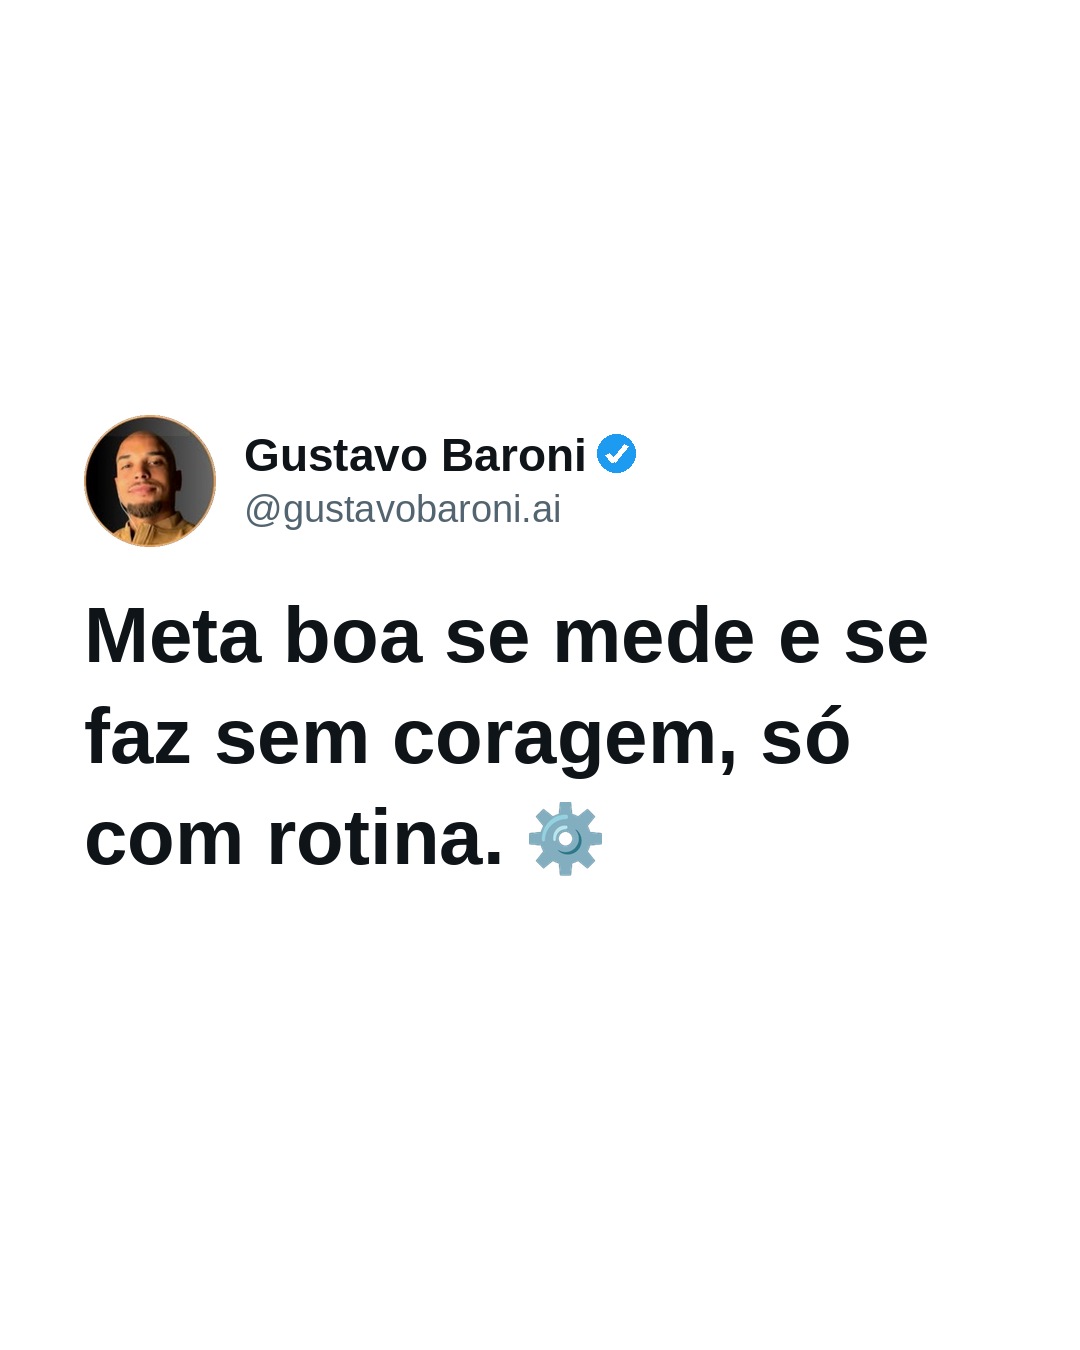 Gustavo Baroni
@gustavobaroni.ai
Meta boa se mede e se
faz sem coragem, só
com rotina. ⚙️